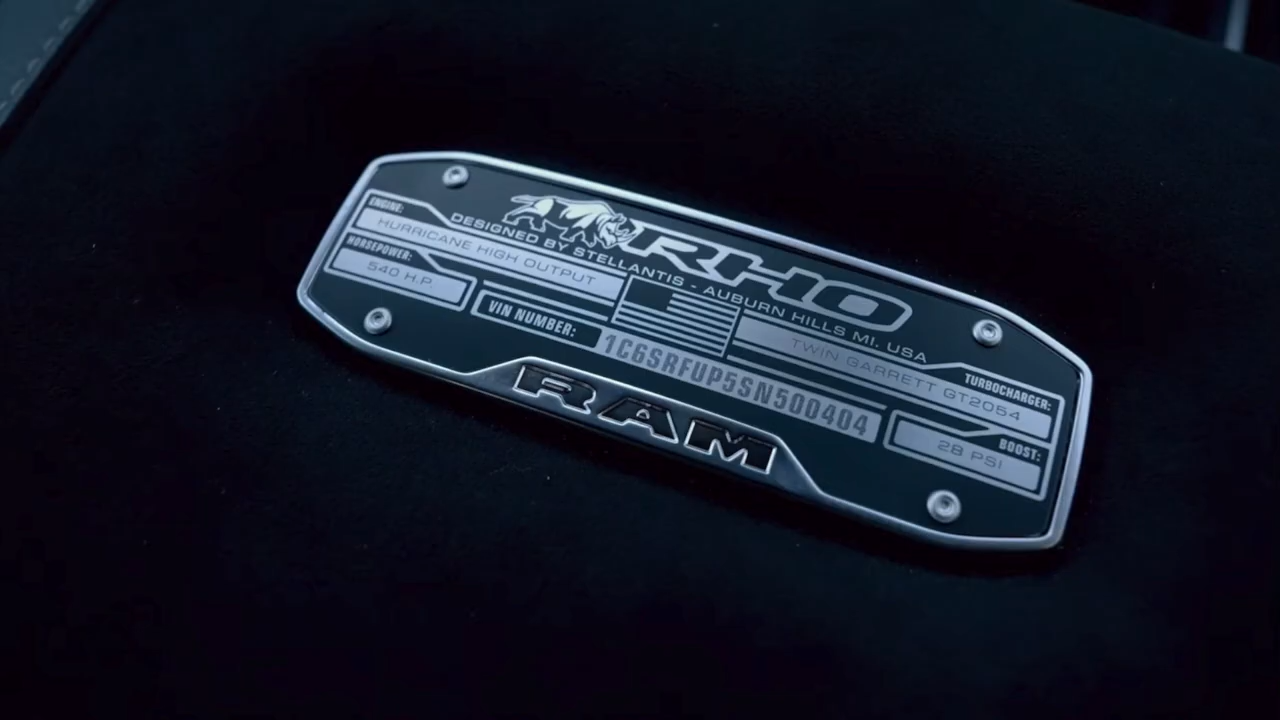 RHO
DESIGNED BY STELLANTIS - AUBURN HILLS MI. USA
ENGINE:
HURRICANE HIGH OUTPUT
HORSEPOWER:
540 H.P.
VIN NUMBER:
1C6SRFUP5SN500404
TURBOCHARGER:
TWIN GARRETT GT2054
BOOST:
28 PSI
RAM